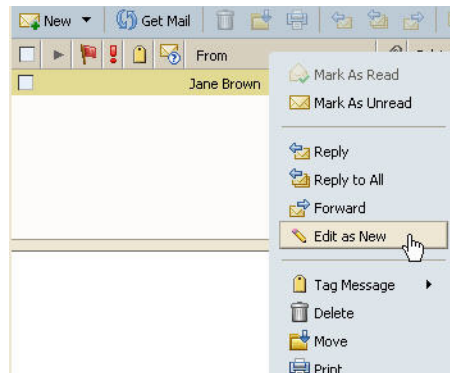 New Get Mail
From
Jane Brown
Mark As Read
Mark As Unread
Reply
Reply to All
Forward
Edit as New
Tag Message
Delete
Move
Print